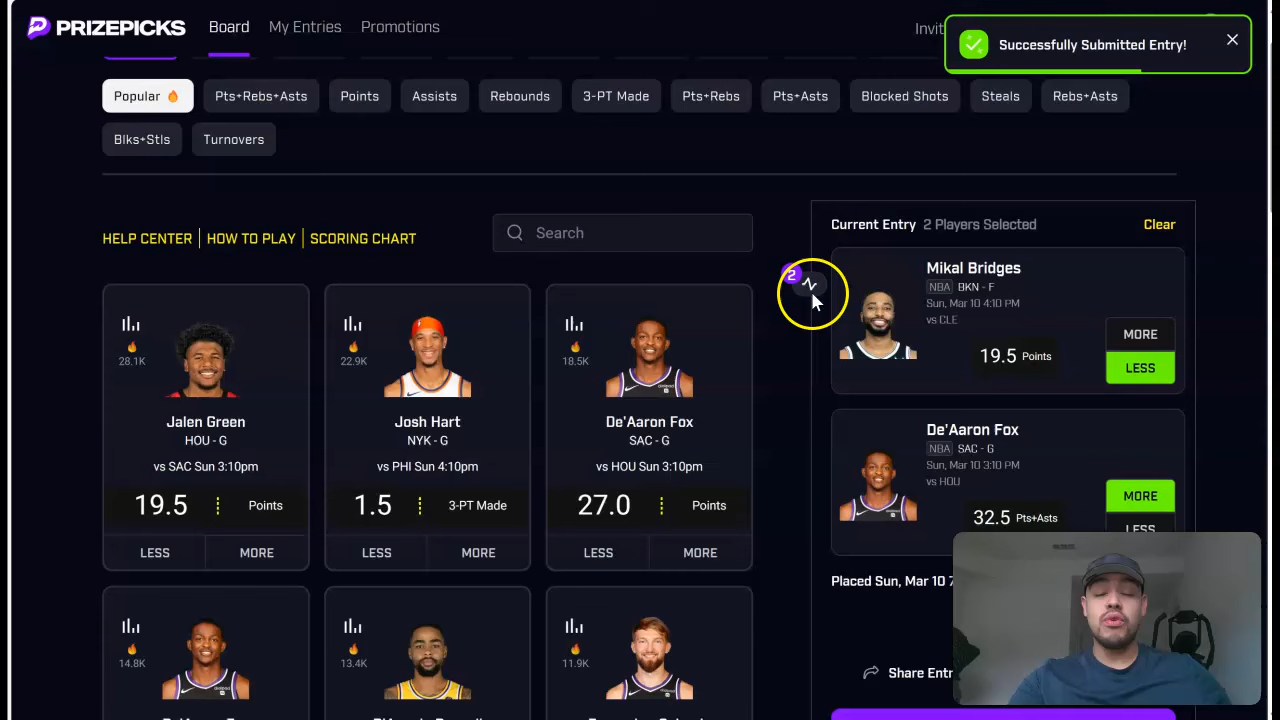 PRIZEPICKS
Board
My Entries
Promotions
Invit
Successfully Submitted Entry!
Popular
Pts+Rebs+Asts
Points
Assists
Rebounds
3-PT Made
Pts+Rebs
Pts+Asts
Blocked Shots
Steals
Rebs+Asts
Blks+Stls
Turnovers
HELP CENTER
HOW TO PLAY
SCORING CHART
Search
28.1K
Jalen Green
HOU - G
vs SAC Sun 3:10pm
19.5 Points
LESS MORE
22.9K
Josh Hart
NYK - G
vs PHI Sun 4:10pm
1.5 3-PT Made
LESS MORE
18.5K
De'Aaron Fox
SAC - G
vs HOU Sun 3:10pm
27.0 Points
LESS MORE
14.8K
13.4K
11.9K
Current Entry 2 Players Selected
Clear
2
Mikal Bridges
NBA BKN - F
Sun, Mar 10 4:10 PM
vs CLE
19.5 Points
MORE
LESS
De'Aaron Fox
NBA SAC - G
Sun, Mar 10 3:10 PM
vs HOU
32.5 Pts+Asts
MORE
LESS
Placed Sun, Mar 10 7
Share Entr